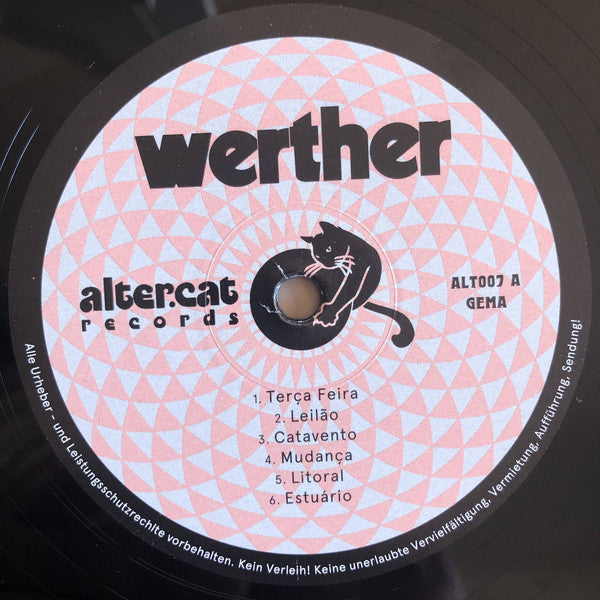 werther
alter.cat
records
ALT007 A
GEMA
1. Terça Feira
2. Leilão
3. Catavento
4. Mudança
5. Litoral
6. Estuário
Alle Urheber - und Leistungsschutzrechlte vorbehalten. Kein Verleih! Keine unerlaubte Vervielfältigung, Vermietung, Aufführung, Sendung!